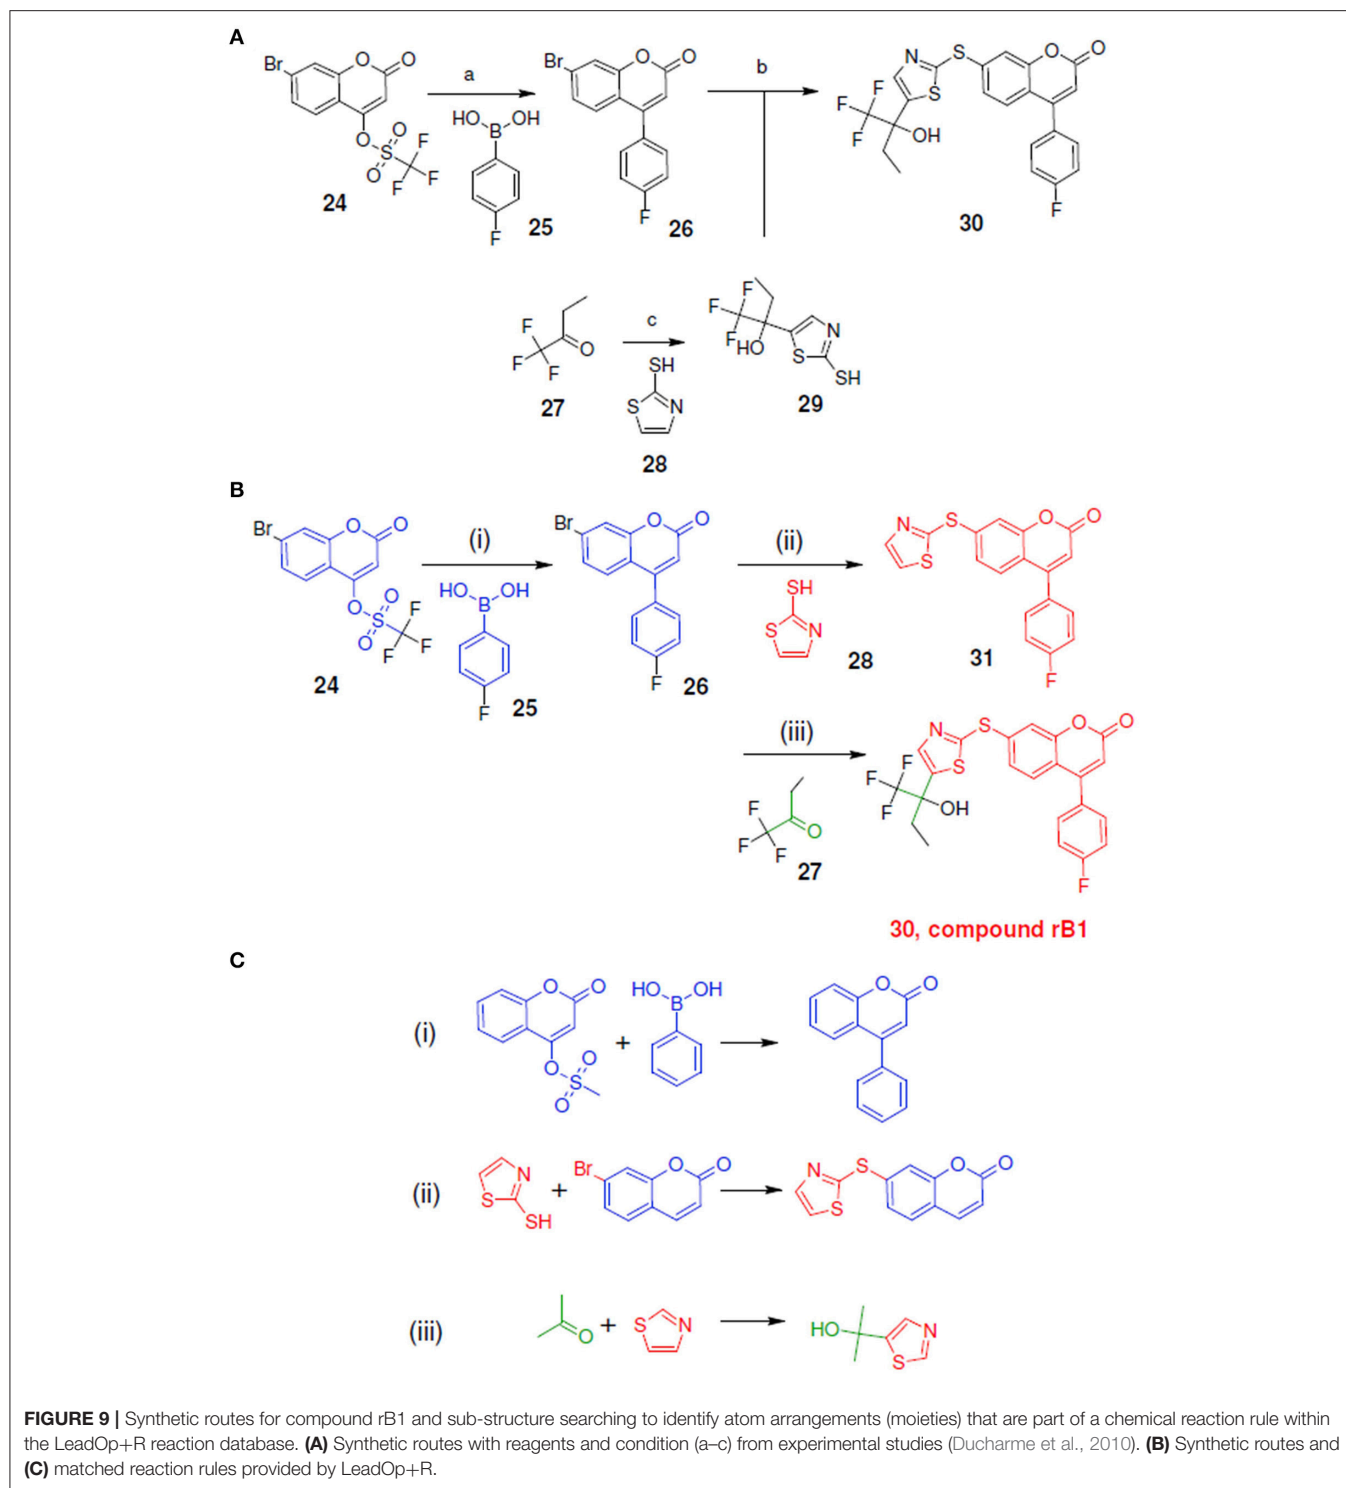 A
Br
O
O
O
S
O
O
F
F
F
24
a
HO
OH
B
F
25
Br
O
O
F
26
b
N
S
S
O
O
F
F
F
OH
F
30
F
F
F
O
27
c
SH
S
N
28
F
F
F
HO
N
S
SH
29
B
Br
O
O
O
S
O
O
F
F
F
24
(i)
HO
OH
B
F
25
Br
O
O
F
26
(ii)
SH
S
N
28
N
S
S
O
O
F
31
(iii)
F
F
F
O
27
N
S
S
O
O
F
F
F
OH
F
30, compound rB1
C
(i)
O
O
O
S
O
O
+
HO
OH
B
O
O
(ii)
N
S
SH
+
Br
O
O
N
S
S
O
O
(iii)
O
+
S
N
HO
N
S
FIGURE 9 | Synthetic routes for compound rB1 and sub-structure searching to identify atom arrangements (moieties) that are part of a chemical reaction rule within
the LeadOp+R reaction database. (A) Synthetic routes with reagents and condition (a–c) from experimental studies (Ducharme et al., 2010). (B) Synthetic routes and
(C) matched reaction rules provided by LeadOp+R.